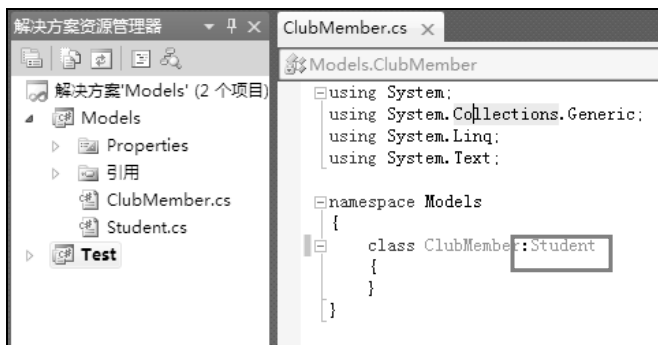 解决方案资源管理器
解决方案'Models' (2 个项目)
Models
Properties
引用
ClubMember.cs
Student.cs
Test
ClubMember.cs
Models.ClubMember
using System;
using System.Collections.Generic;
using System.Linq;
using System.Text;
namespace Models
{
class ClubMember:Student
{
}
}